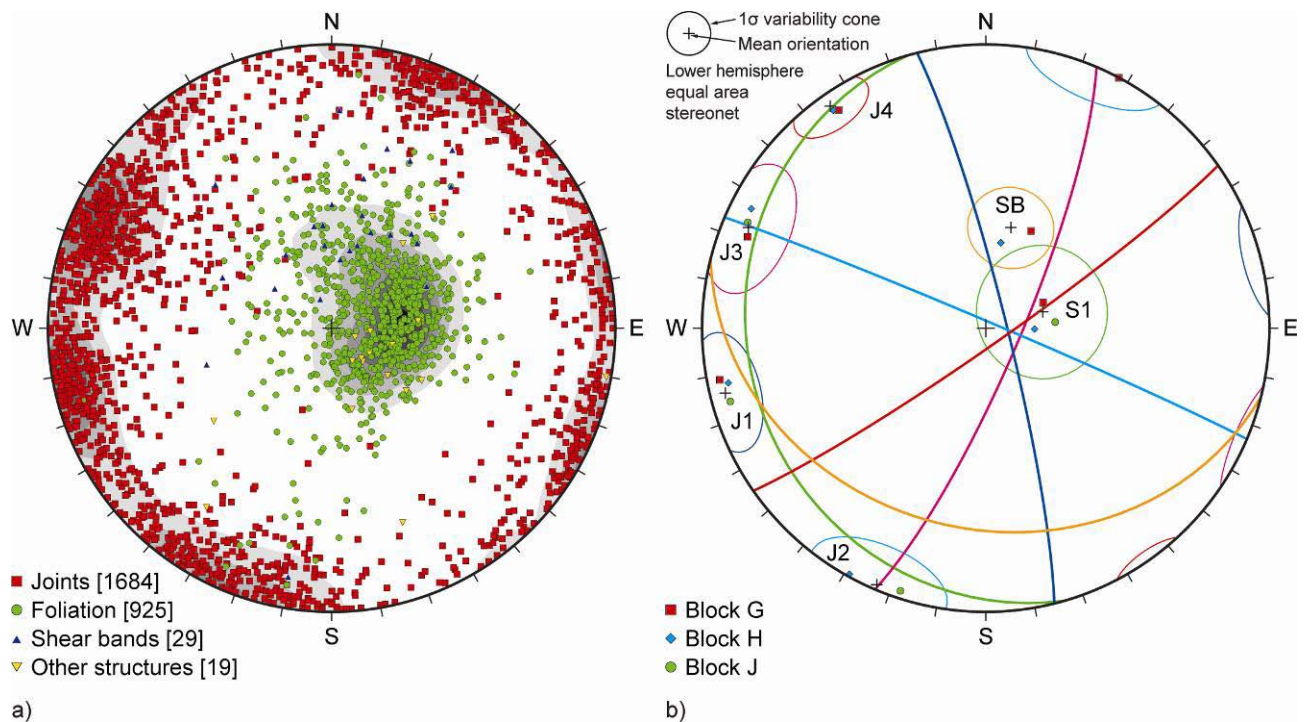 N
W
E
S
Joints [1684]
Foliation [925]
Shear bands [29]
Other structures [19]
a)
1σ variability cone
Mean orientation
Lower hemisphere
equal area
stereonet
N
J4
SB
J3
S1
W
E
J1
J2
S
Block G
Block H
Block J
b)